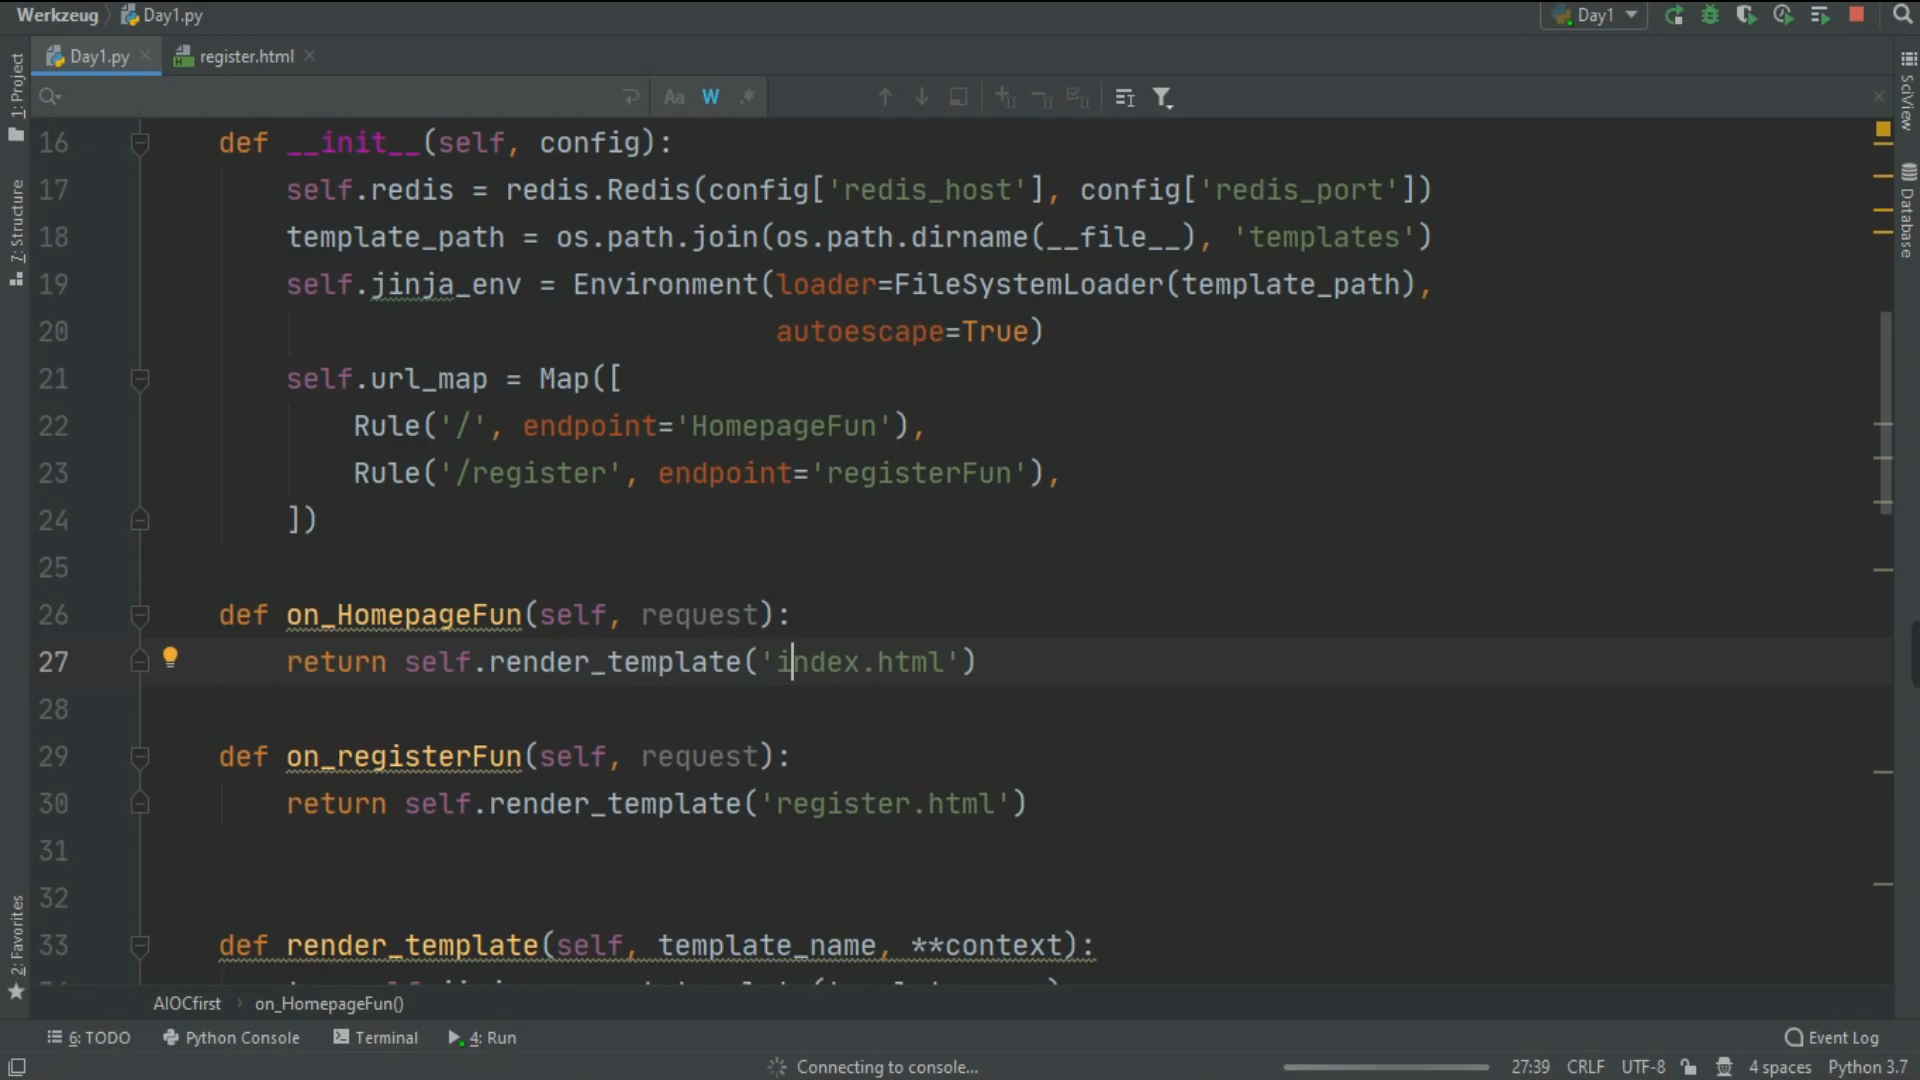 Werkzeug Day1.py Day1
Day1.py register.html
Aa W .*
1: Project
7: Structure
2: Favorites
SciView
Database
16 def __init__(self, config):
17 self.redis = redis.Redis(config['redis_host'], config['redis_port'])
18 template_path = os.path.join(os.path.dirname(__file__), 'templates')
19 self.jinja_env = Environment(loader=FileSystemLoader(template_path),
20 autoescape=True)
21 self.url_map = Map([
22 Rule('/', endpoint='HomepageFun'),
23 Rule('/register', endpoint='registerFun'),
24 ])
25
26 def on_HomepageFun(self, request):
27 return self.render_template('index.html')
28
29 def on_registerFun(self, request):
30 return self.render_template('register.html')
31
32
33 def render_template(self, template_name, **context):
AIOCfirst on_HomepageFun()
6: TODO Python Console Terminal 4: Run Event Log
Connecting to console... 27:39 CRLF UTF-8 4 spaces Python 3.7